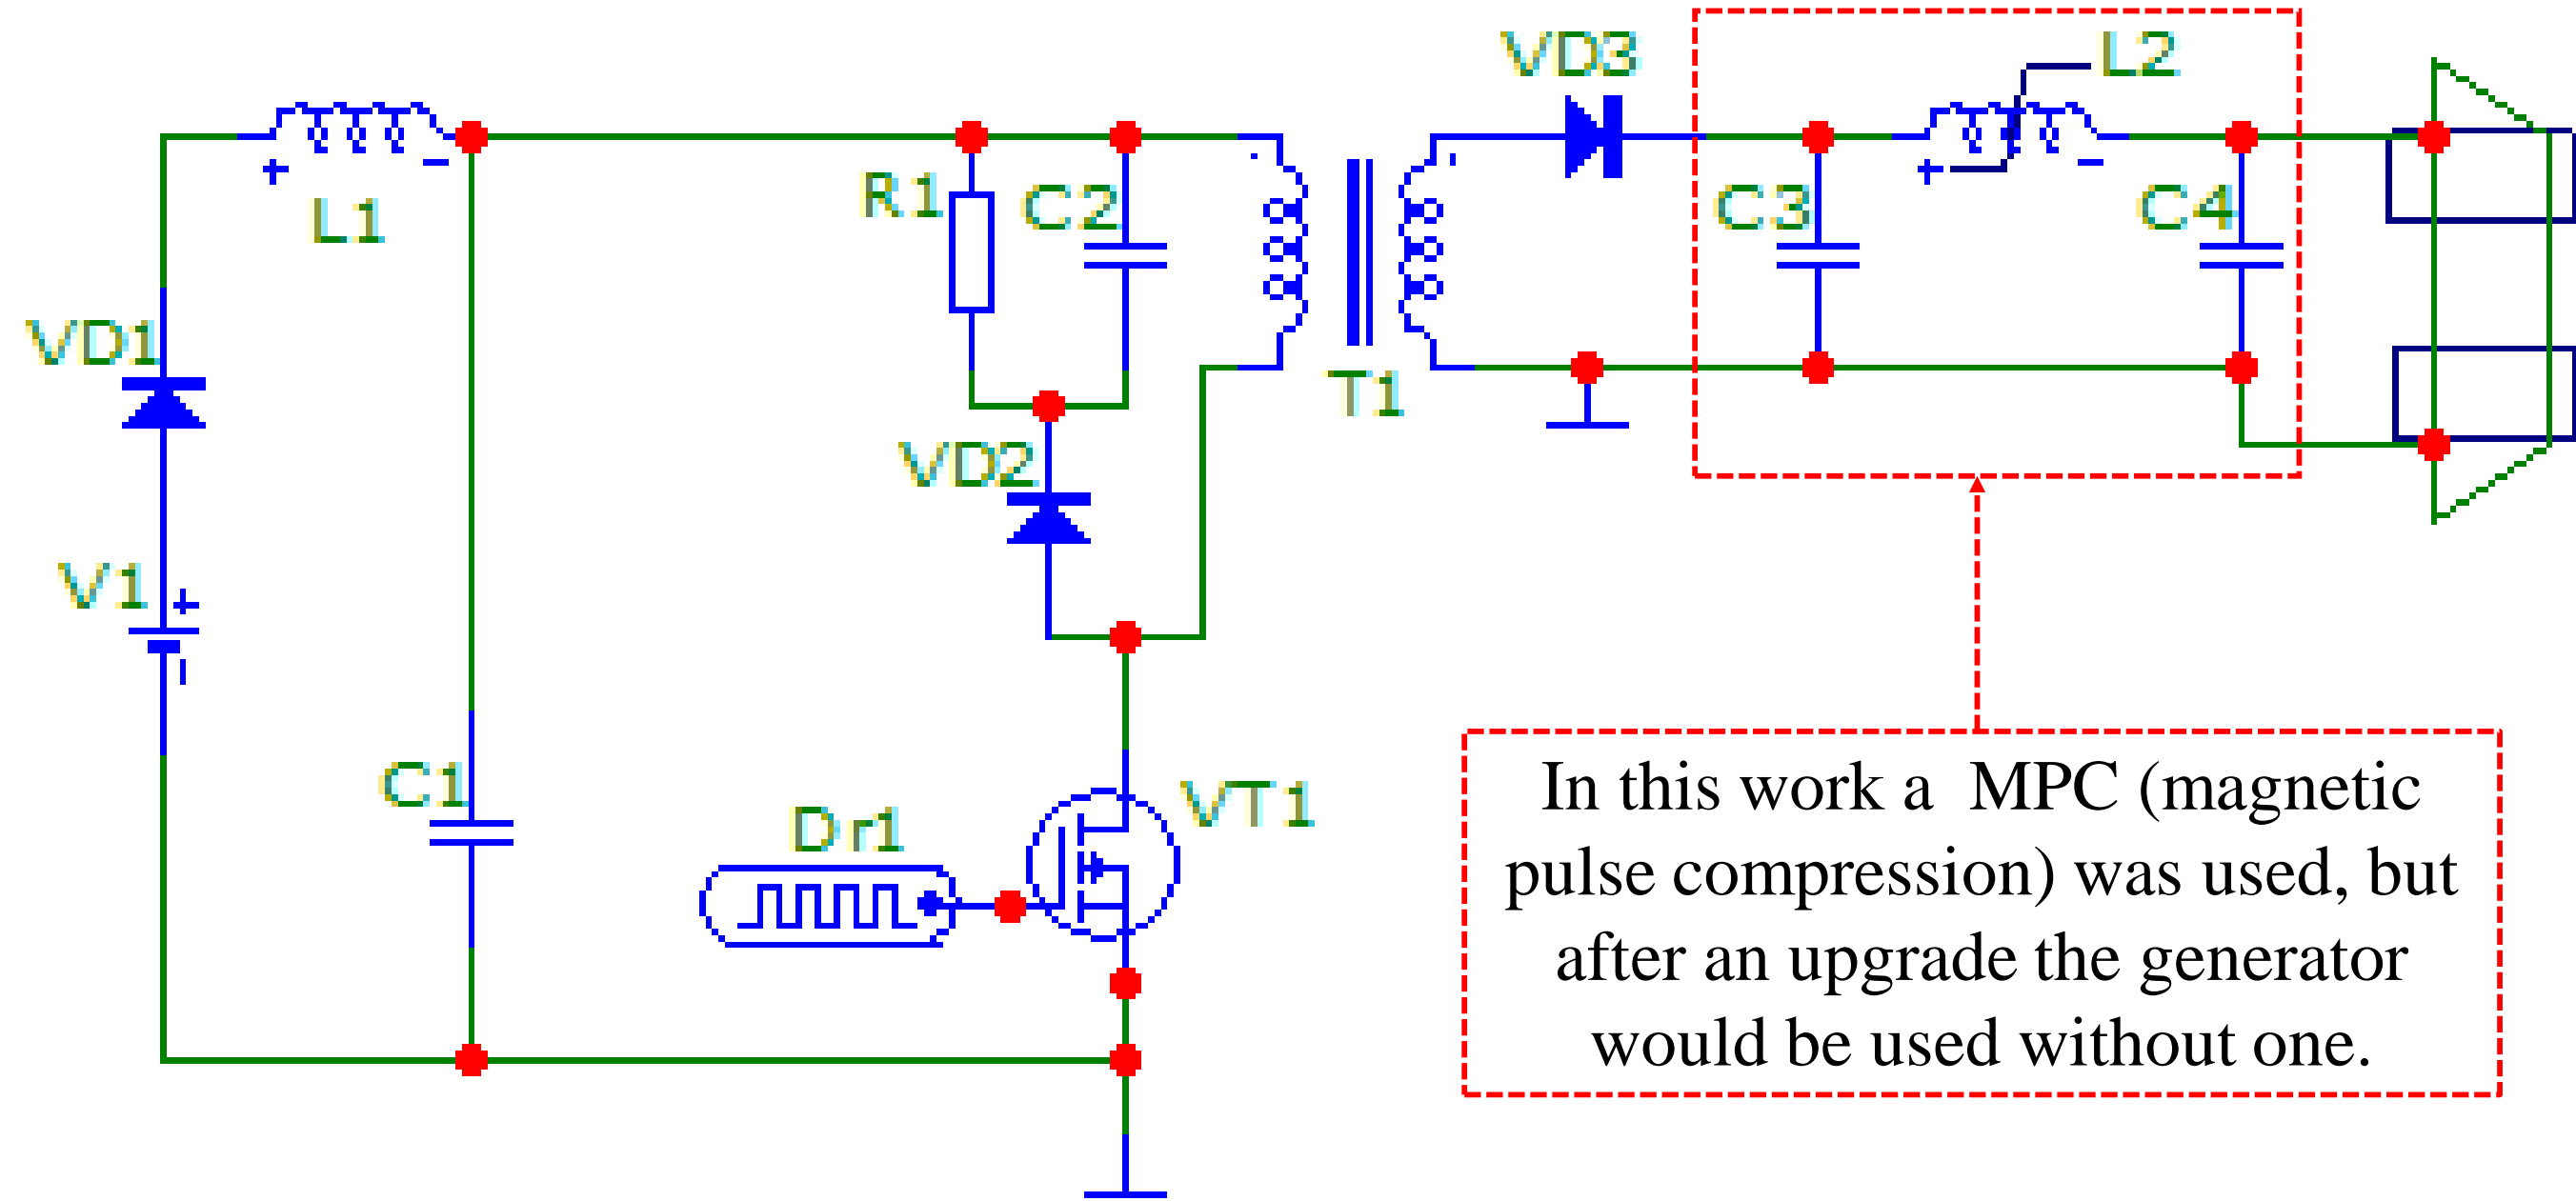 VD3
L2
L1
R1
C2
C3
C4
VD1
T1
VD2
V1
C1
Dr1
VT1
In this work a MPC (magnetic
pulse compression) was used, but
after an upgrade the generator
would be used without one.